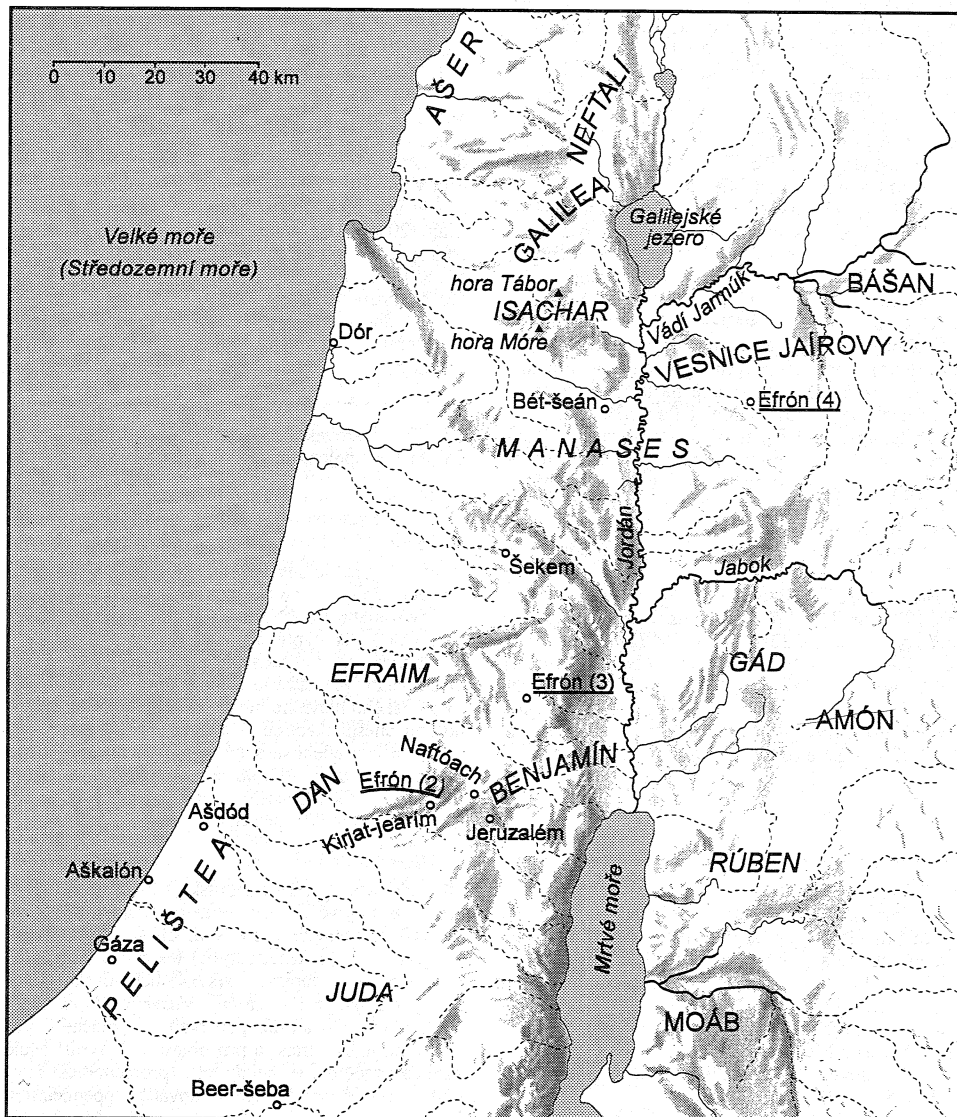 0 10 20 30 40 km
AŠER
NEFTALÍ
GALILEA
Velké moře
(Středozemní moře)
Galilejské
jezero
hora Tábor
ISACHAR
hora Móre
Vádí Jarmúk
BÁŠAN
VESNICE JAÍROVY
Dór
Bét-šeán
Efrón (4)
MANASES
Jordán
Šekem
Jabok
EFRAIM
Efrón (3)
GÁD
AMÓN
Naftóach
BENJAMÍN
DAN
Efrón (2)
Kirjat-jearím
Jeruzalém
Ašdód
Aškalón
PELIŠTEA
RÚBEN
Mrtvé moře
Gáza
JUDA
MOÁB
Beer-šeba